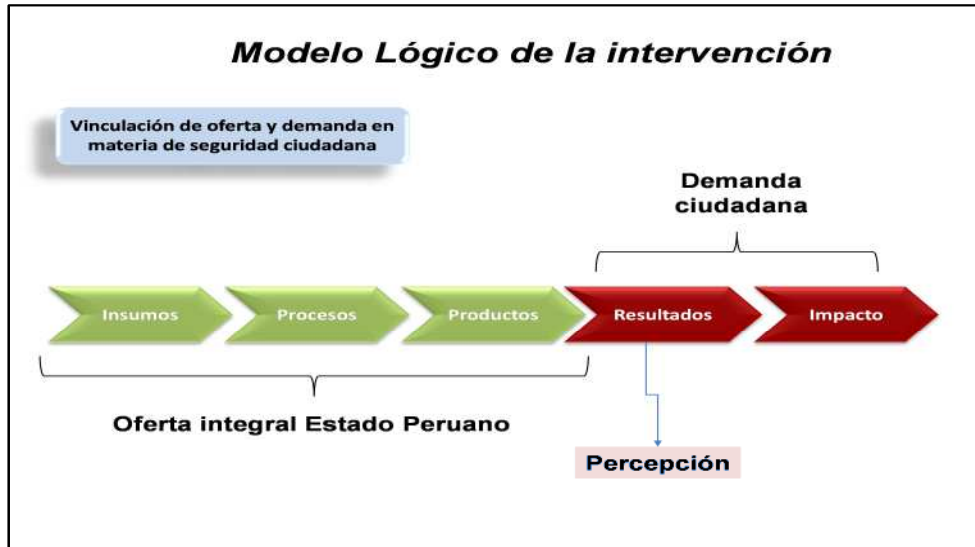 Modelo Lógico de la intervención
Vinculación de oferta y demanda en
materia de seguridad ciudadana
Demanda
ciudadana
Insumos
Procesos
Productos
Resultados
Impacto
Oferta integral Estado Peruano
Percepción